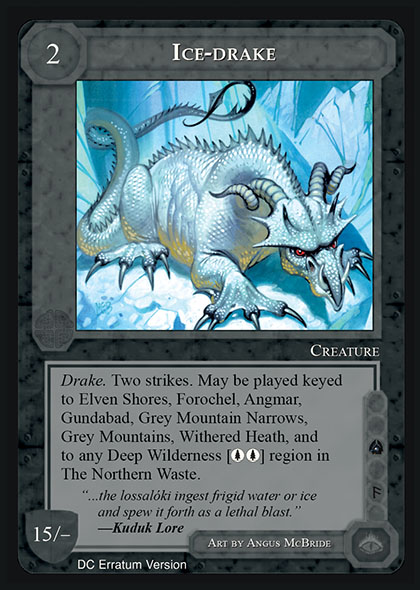 2
ICE-DRAKE
CREATURE
Drake. Two strikes. May be played keyed
to Elven Shores, Forochel, Angmar,
Gundabad, Grey Mountain Narrows,
Grey Mountains, Withered Heath, and
to any Deep Wilderness [] region in
The Northern Waste.
“...the lossalóki ingest frigid water or ice
and spew it forth as a lethal blast.”
—Kuduk Lore
15/–
ART BY ANGUS MCBRIDE
DC Erratum Version